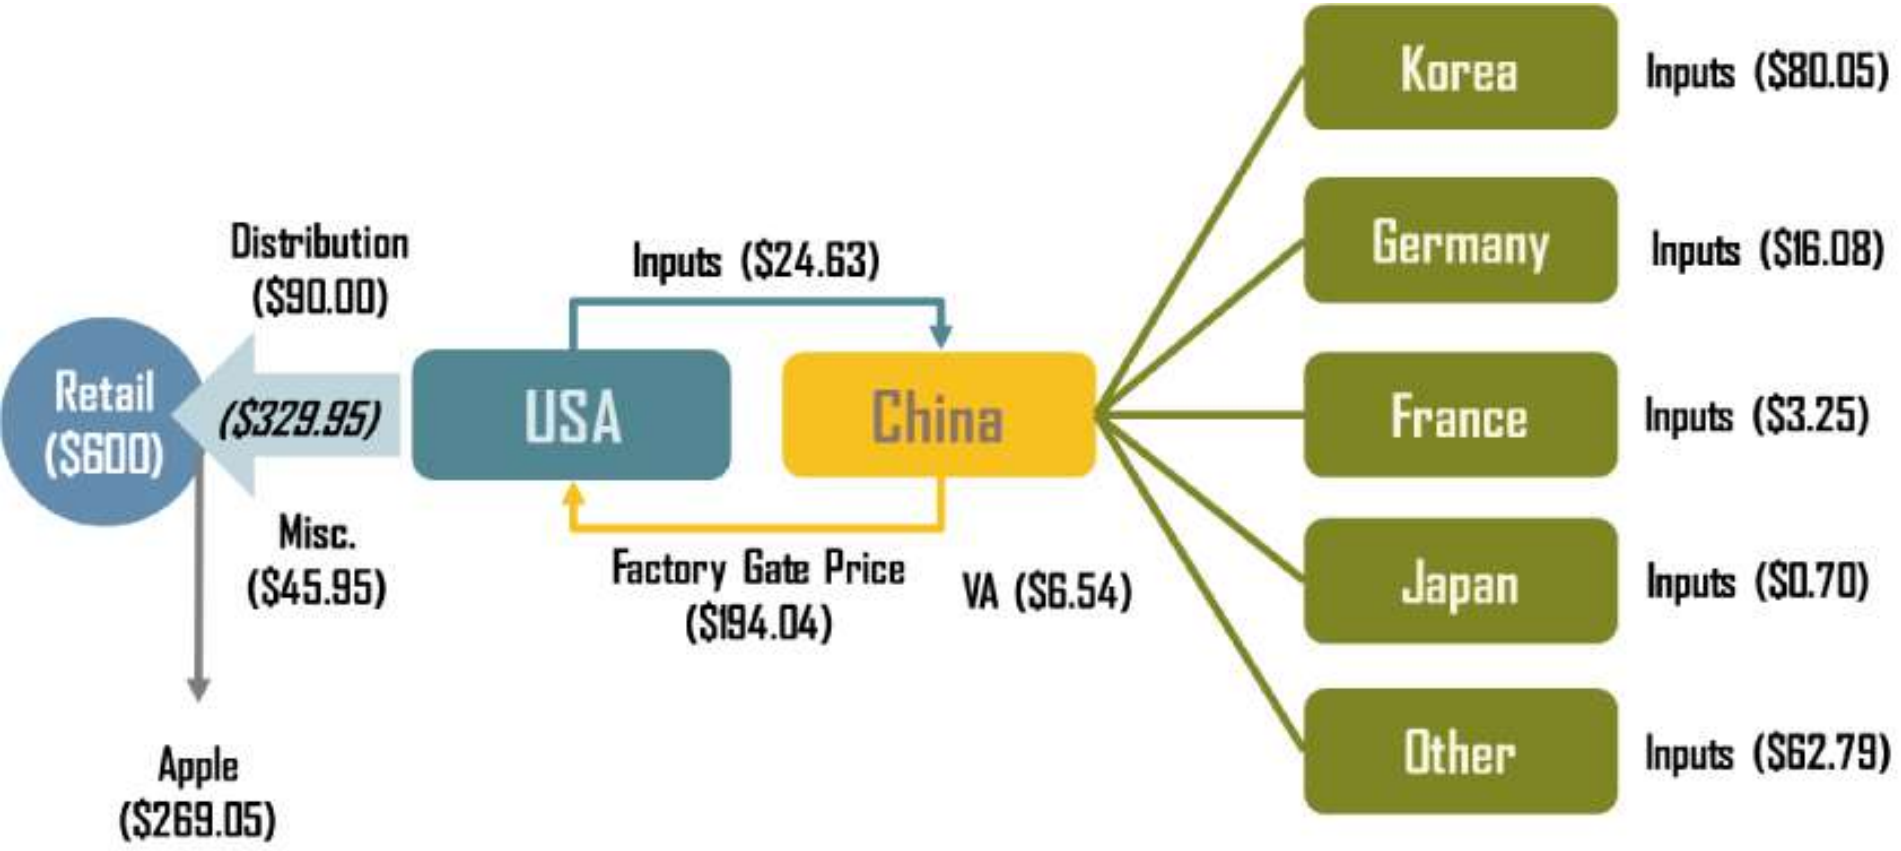 Korea
Inputs ($80.05)
Germany
Inputs ($16.08)
Distribution
($90.00)
Inputs ($24.63)
Retail
($600)
($329.95)
USA
China
France
Inputs ($3.25)
Misc.
($45.95)
Factory Gate Price
($194.04)
VA ($6.54)
Japan
Inputs ($0.70)
Apple
($269.05)
Other
Inputs ($62.79)